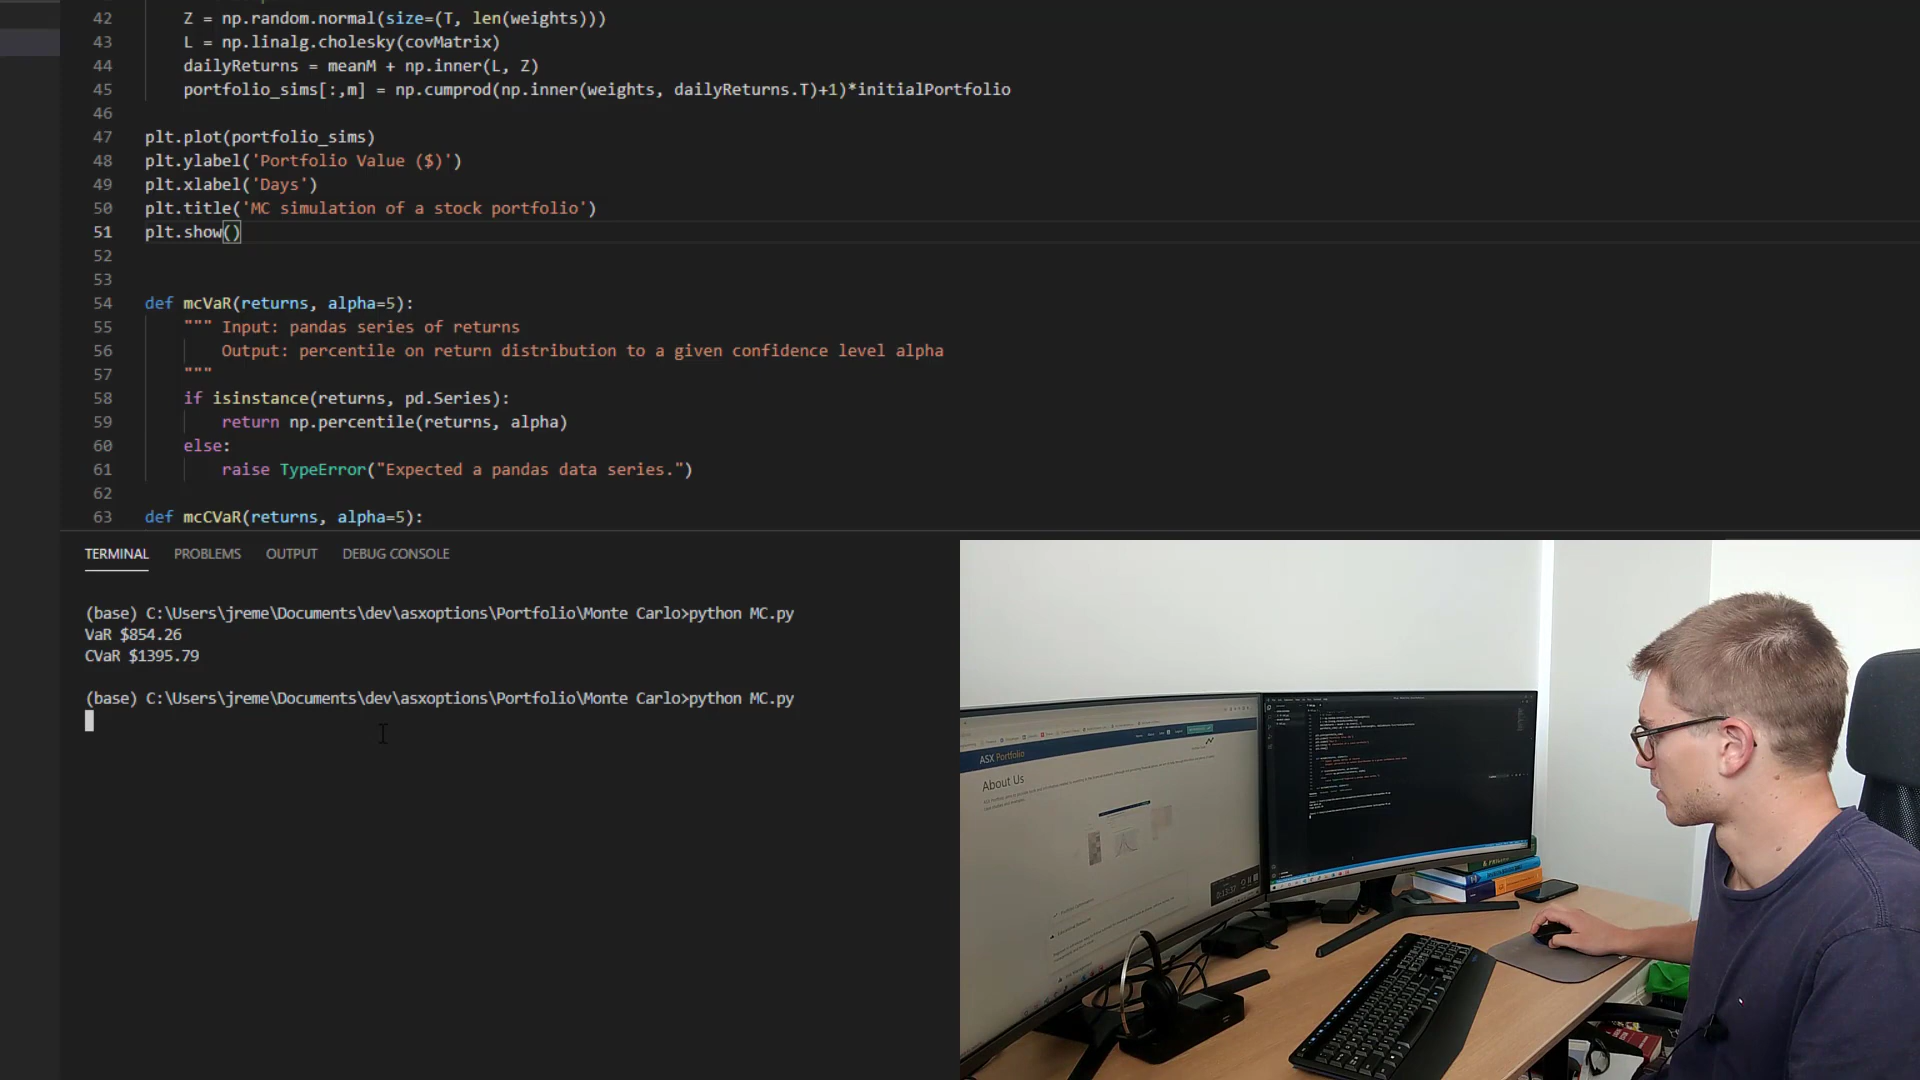 42 Z = np.random.normal(size=(T, len(weights)))
43 L = np.linalg.cholesky(covMatrix)
44 dailyReturns = meanM + np.inner(L, Z)
45 portfolio_sims[:,m] = np.cumprod(np.inner(weights, dailyReturns.T)+1)*initialPortfolio
46
47 plt.plot(portfolio_sims)
48 plt.ylabel('Portfolio Value ($)')
49 plt.xlabel('Days')
50 plt.title('MC simulation of a stock portfolio')
51 plt.show()
52
53
54 def mcVaR(returns, alpha=5):
55 """ Input: pandas series of returns
56 Output: percentile on return distribution to a given confidence level alpha
57 """
58 if isinstance(returns, pd.Series):
59 return np.percentile(returns, alpha)
60 else:
61 raise TypeError("Expected a pandas data series.")
62
63 def mcCVaR(returns, alpha=5):
TERMINAL PROBLEMS OUTPUT DEBUG CONSOLE
(base) C:\Users\jreme\Documents\dev\asxoptions\Portfolio\Monte Carlo>python MC.py
VaR $854.26
CVaR $1395.79
(base) C:\Users\jreme\Documents\dev\asxoptions\Portfolio\Monte Carlo>python MC.py
ASX Portfolio
About Us